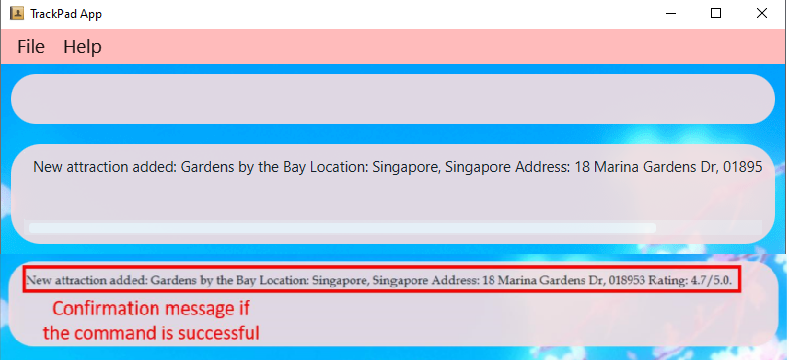 TrackPad App
File Help
New attraction added: Gardens by the Bay Location: Singapore, Singapore Address: 18 Marina Gardens Dr, 01895
New attraction added: Gardens by the Bay Location: Singapore, Singapore Address: 18 Marina Gardens Dr, 018953 Rating: 4.7/5.0.
Confirmation message if
the command is successful